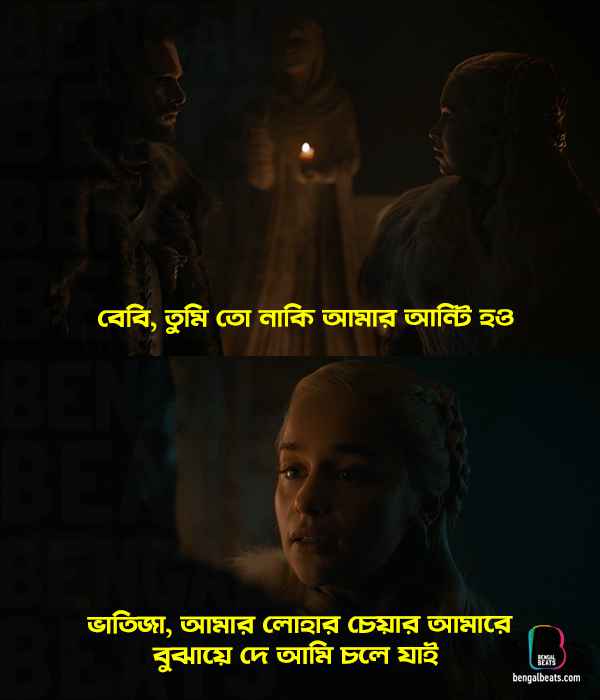 বেবি, তুমি তো নাকি আমার আন্টি হও
ভাতিজা, আমার লোহার চেয়ার আমারে
বুঝায়ে দে আমি চলে যাই
BENGAL
BEATS
bengalbeats.com